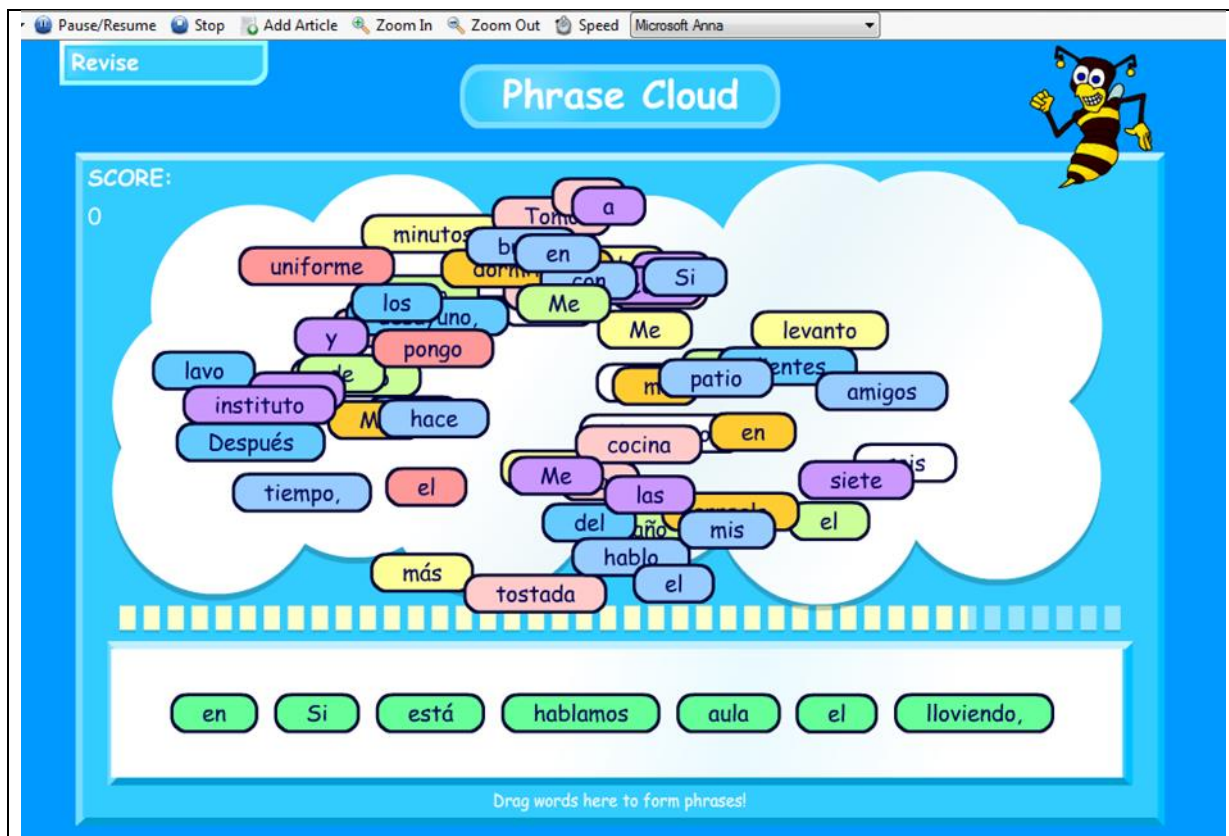 Pause/Resume Stop Add Article Zoom In Zoom Out Speed Microsoft Anna
Revise
Phrase Cloud
SCORE:
0
a
minutos
en
uniforme
con
Si
los
Me
y
Me
levanto
pongo
lavo
de
patio
amigos
instituto
hace
Después
cocina
en
tiempo,
el
Me
siete
las
del
mis
el
hablo
más
el
tostada
en Si está hablamos aula el lloviendo,
Drag words here to form phrases!